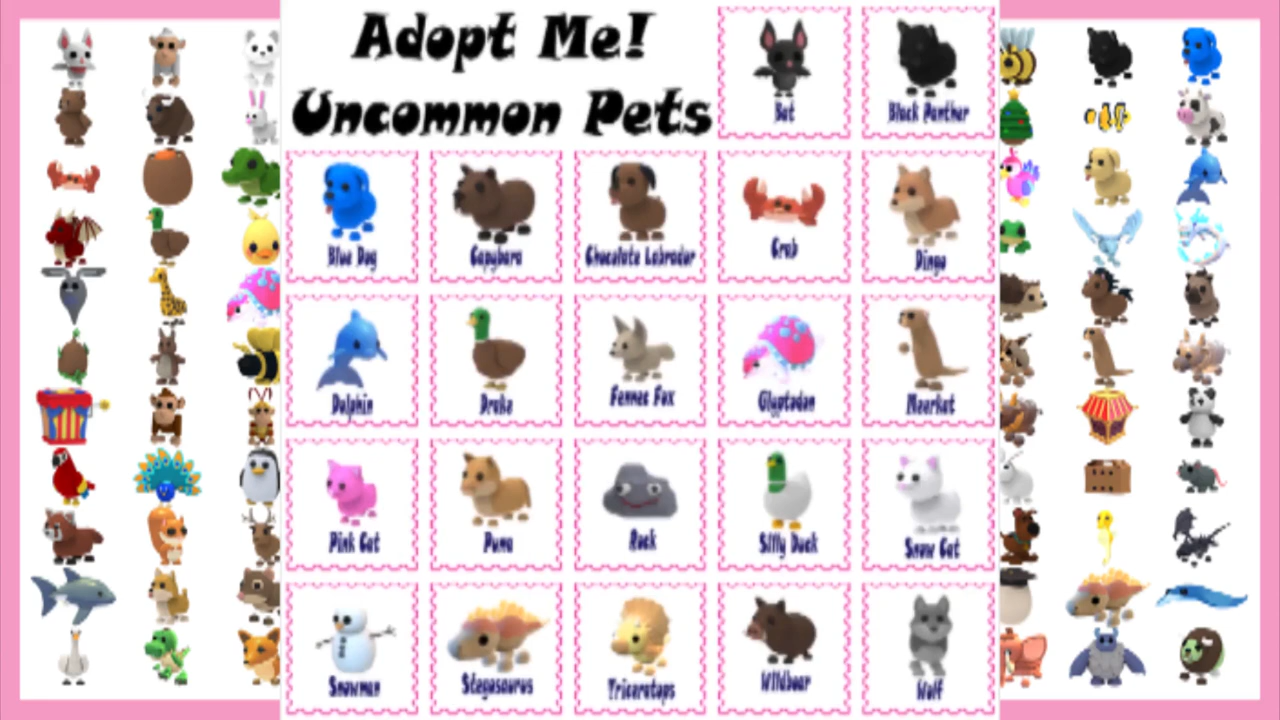 Adopt Me!
Uncommon Pets
Bat
Black Panther
Blue Dog
Capybara
Chocolate Labrador
Crab
Dingo
Dolphin
Drake
Fennec Fox
Glyptodon
Meerkat
Pink Cat
Puma
Rock
Silly Duck
Snow Cat
Snowman
Stegosaurus
Triceratops
Wildboar
Wolf